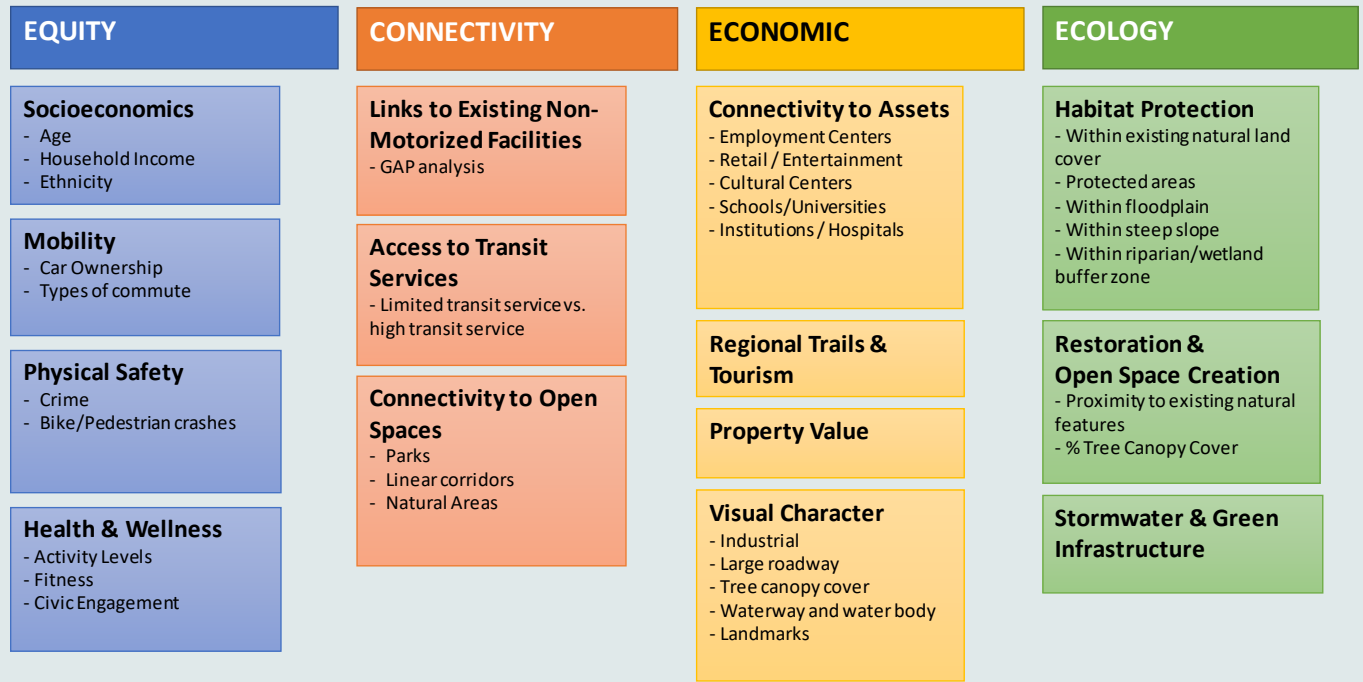 EQUITY
Socioeconomics
- Age
- Household Income
- Ethnicity
Mobility
- Car Ownership
- Types of commute
Physical Safety
- Crime
- Bike/Pedestrian crashes
Health & Wellness
- Activity Levels
- Fitness
- Civic Engagement
CONNECTIVITY
Links to Existing Non-
Motorized Facilities
- GAP analysis
Access to Transit
Services
- Limited transit service vs.
high transit service
Connectivity to Open
Spaces
- Parks
- Linear corridors
- Natural Areas
ECONOMIC
Connectivity to Assets
- Employment Centers
- Retail / Entertainment
- Cultural Centers
- Schools/Universities
- Institutions / Hospitals
Regional Trails &
Tourism
Property Value
Visual Character
- Industrial
- Large roadway
- Tree canopy cover
- Waterway and water body
- Landmarks
ECOLOGY
Habitat Protection
- Within existing natural land
cover
- Protected areas
- Within floodplain
- Within steep slope
- Within riparian/wetland
buffer zone
Restoration &
Open Space Creation
- Proximity to existing natural
features
- % Tree Canopy Cover
Stormwater & Green
Infrastructure